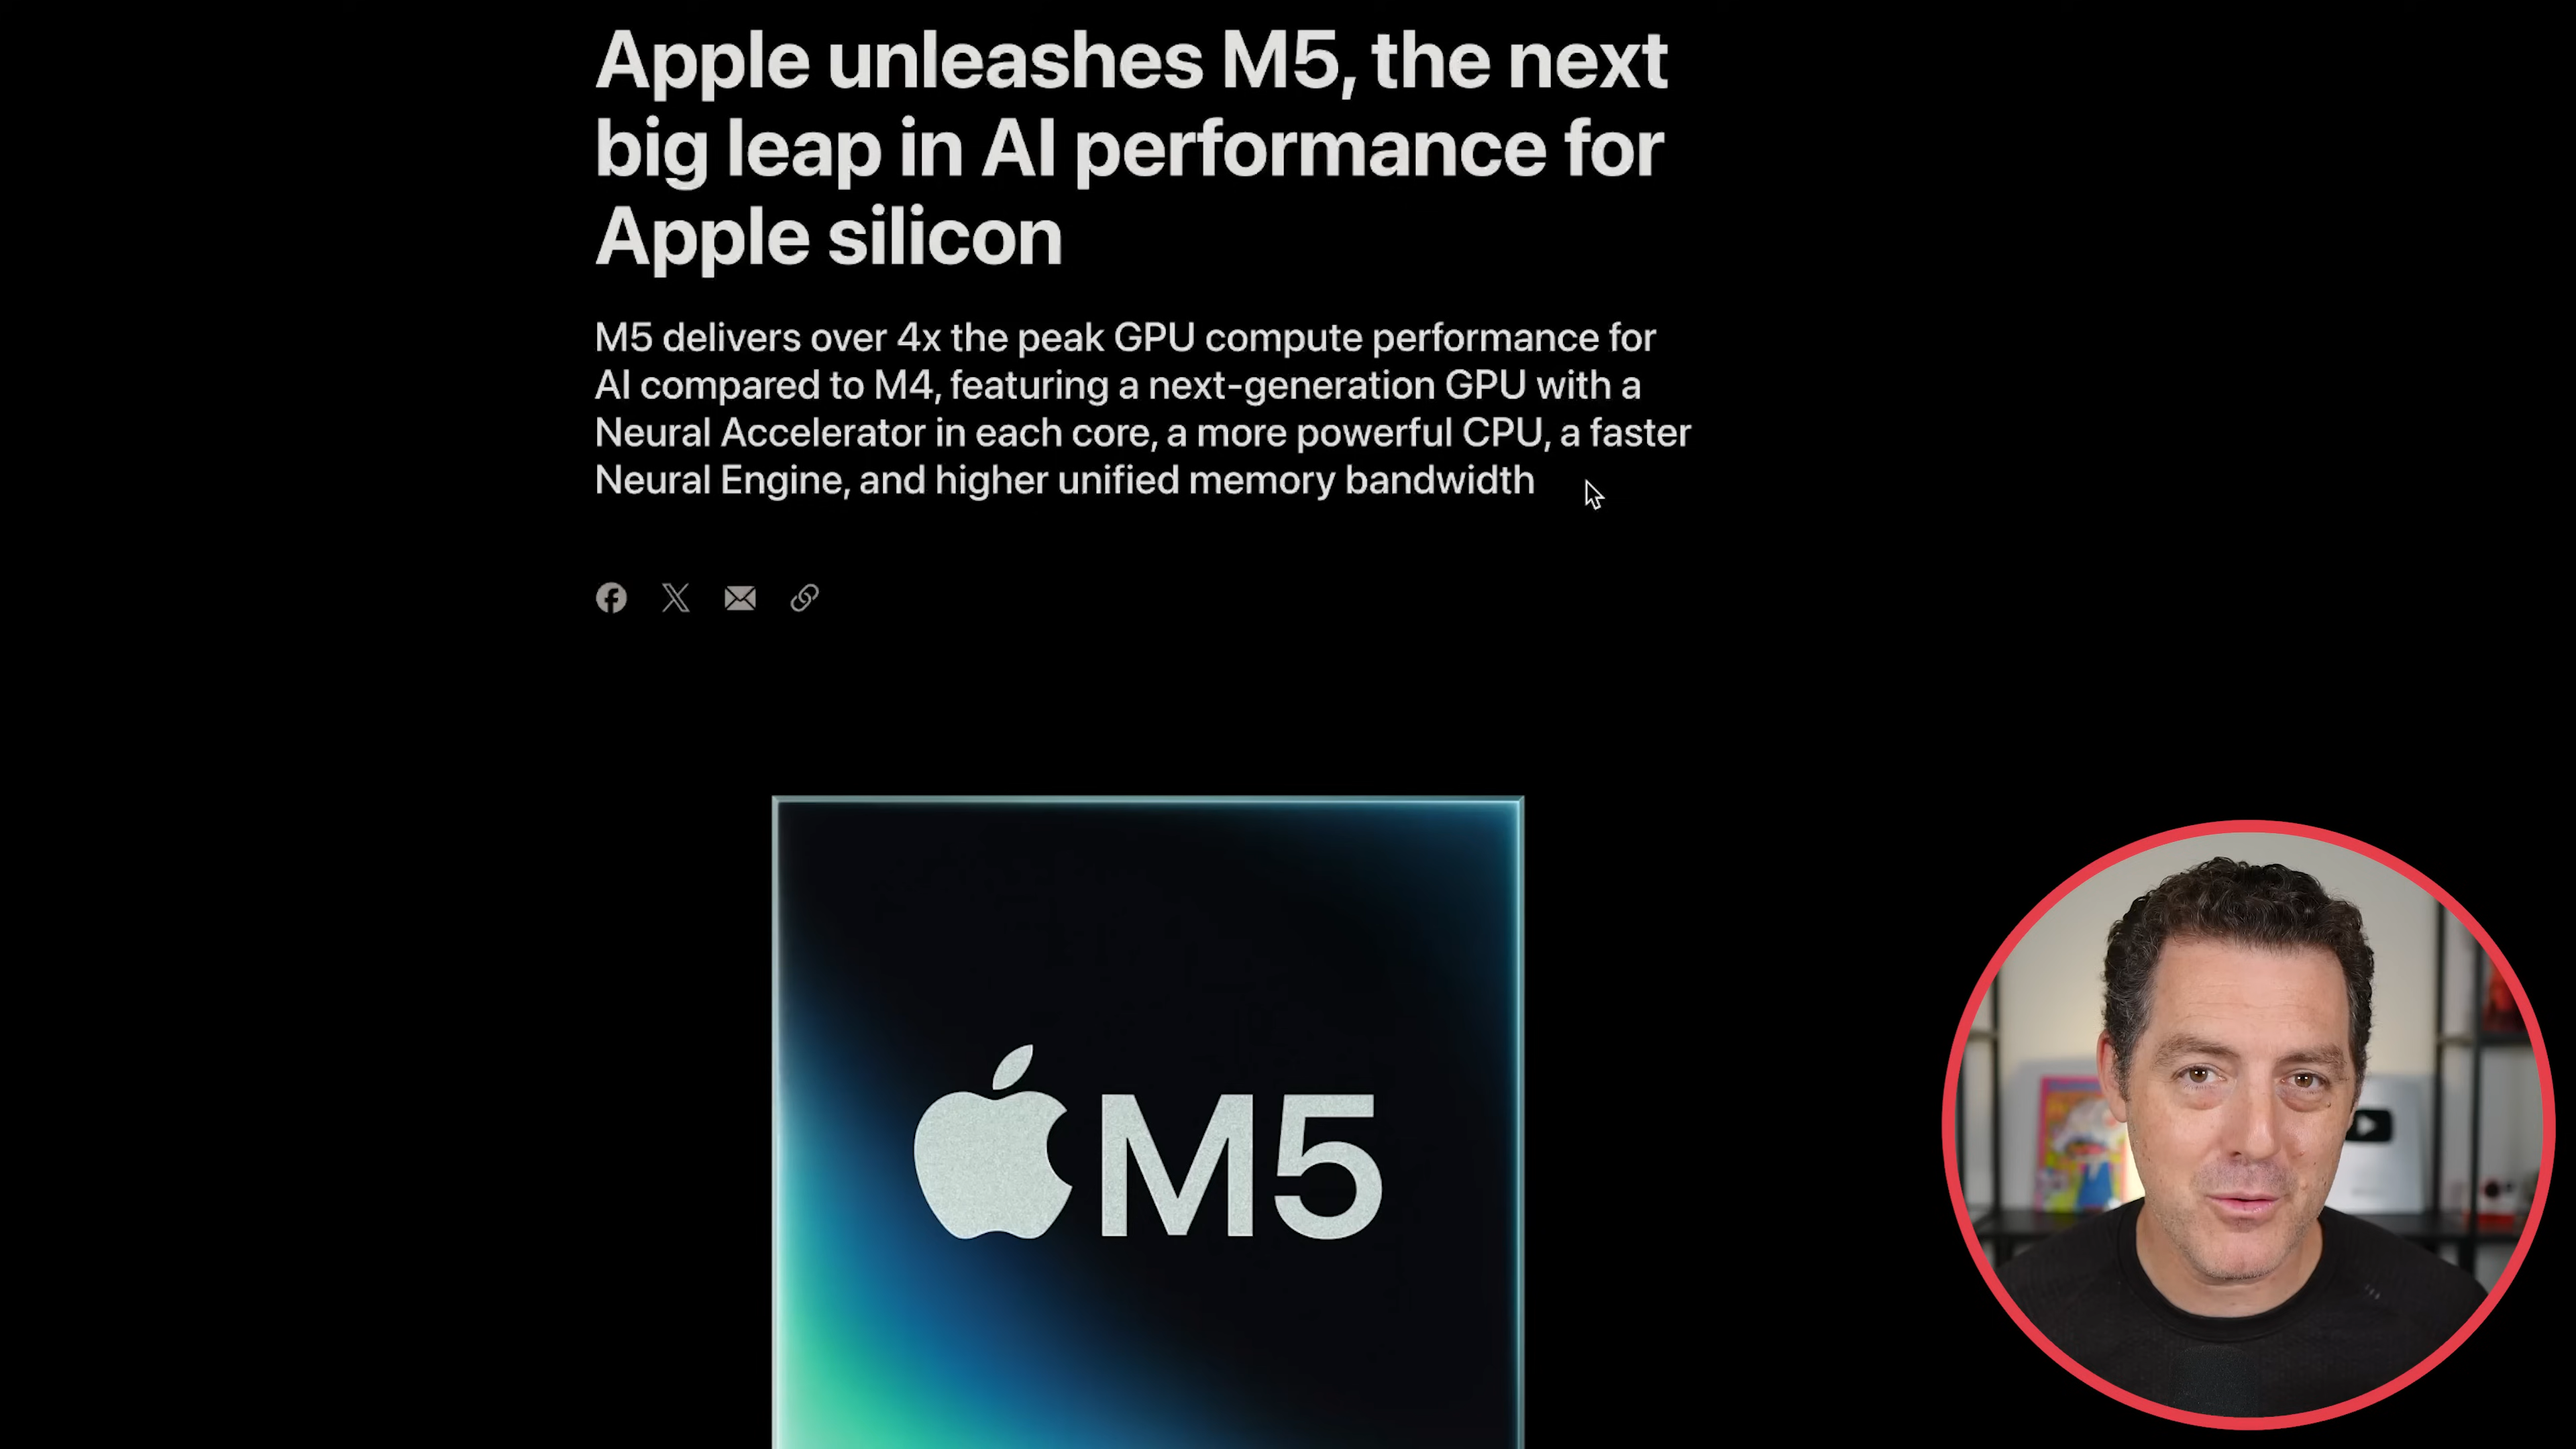 Apple unleashes M5, the next
big leap in AI performance for
Apple silicon
M5 delivers over 4x the peak GPU compute performance for
AI compared to M4, featuring a next-generation GPU with a
Neural Accelerator in each core, a more powerful CPU, a faster
Neural Engine, and higher unified memory bandwidth
M5